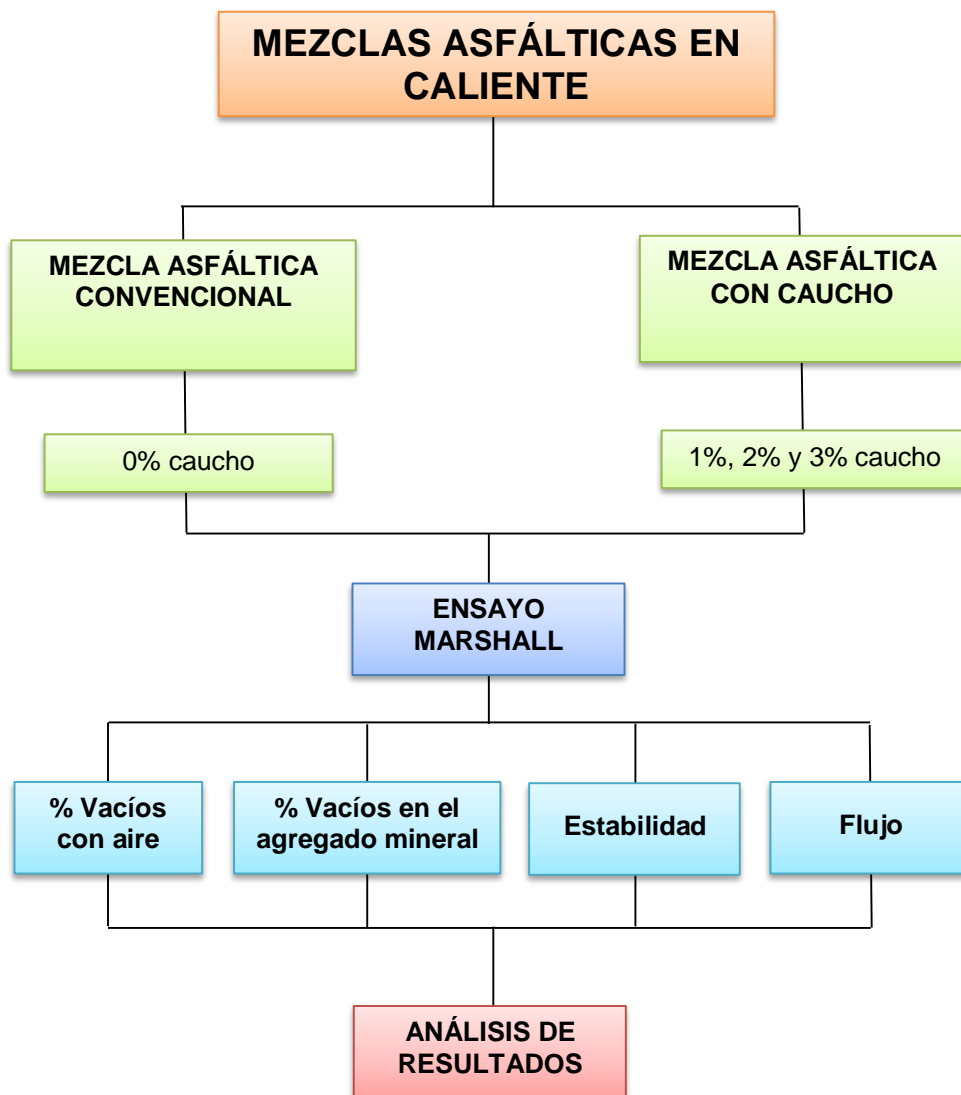 MEZCLAS ASFÁLTICAS EN
CALIENTE
MEZCLA ASFÁLTICA
CONVENCIONAL
MEZCLA ASFÁLTICA
CON CAUCHO
0% caucho
1%, 2% y 3% caucho
ENSAYO
MARSHALL
% Vacíos
con aire
% Vacíos en el
agregado mineral
Estabilidad
Flujo
ANÁLISIS DE
RESULTADOS